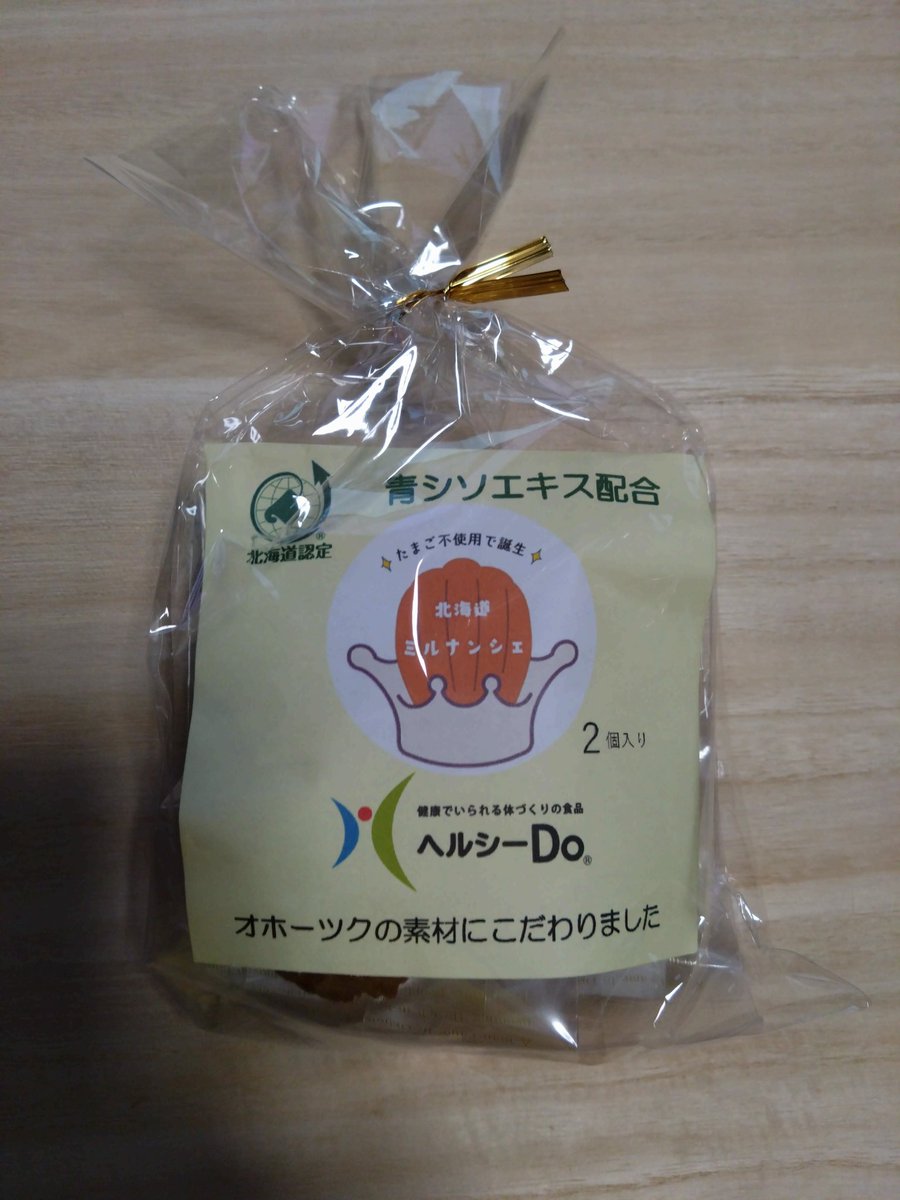 青シソエキス配合
®
北海道認定
たまご不使用で誕生
北海道
ミルナンシェ
2個入り
健康でいられる体づくりの食品
ヘルシーDo®
オホーツクの素材にこだわりました